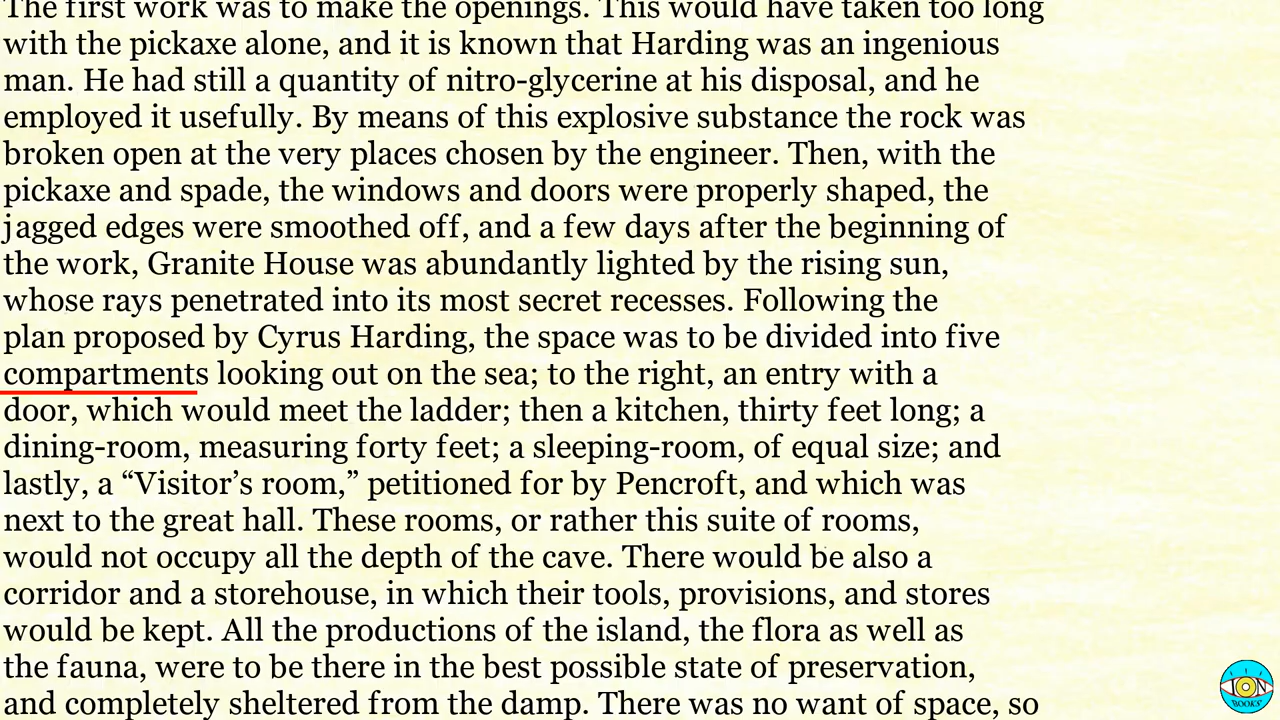 The first work was to make the openings. This would have taken too long
with the pickaxe alone, and it is known that Harding was an ingenious
man. He had still a quantity of nitro-glycerine at his disposal, and he
employed it usefully. By means of this explosive substance the rock was
broken open at the very places chosen by the engineer. Then, with the
pickaxe and spade, the windows and doors were properly shaped, the
jagged edges were smoothed off, and a few days after the beginning of
the work, Granite House was abundantly lighted by the rising sun,
whose rays penetrated into its most secret recesses. Following the
plan proposed by Cyrus Harding, the space was to be divided into five
compartments looking out on the sea; to the right, an entry with a
door, which would meet the ladder; then a kitchen, thirty feet long; a
dining-room, measuring forty feet; a sleeping-room, of equal size; and
lastly, a “Visitor’s room,” petitioned for by Pencroft, and which was
next to the great hall. These rooms, or rather this suite of rooms,
would not occupy all the depth of the cave. There would be also a
corridor and a storehouse, in which their tools, provisions, and stores
would be kept. All the productions of the island, the flora as well as
the fauna, were to be there in the best possible state of preservation,
and completely sheltered from the damp. There was no want of space, so
ION
BOOKS